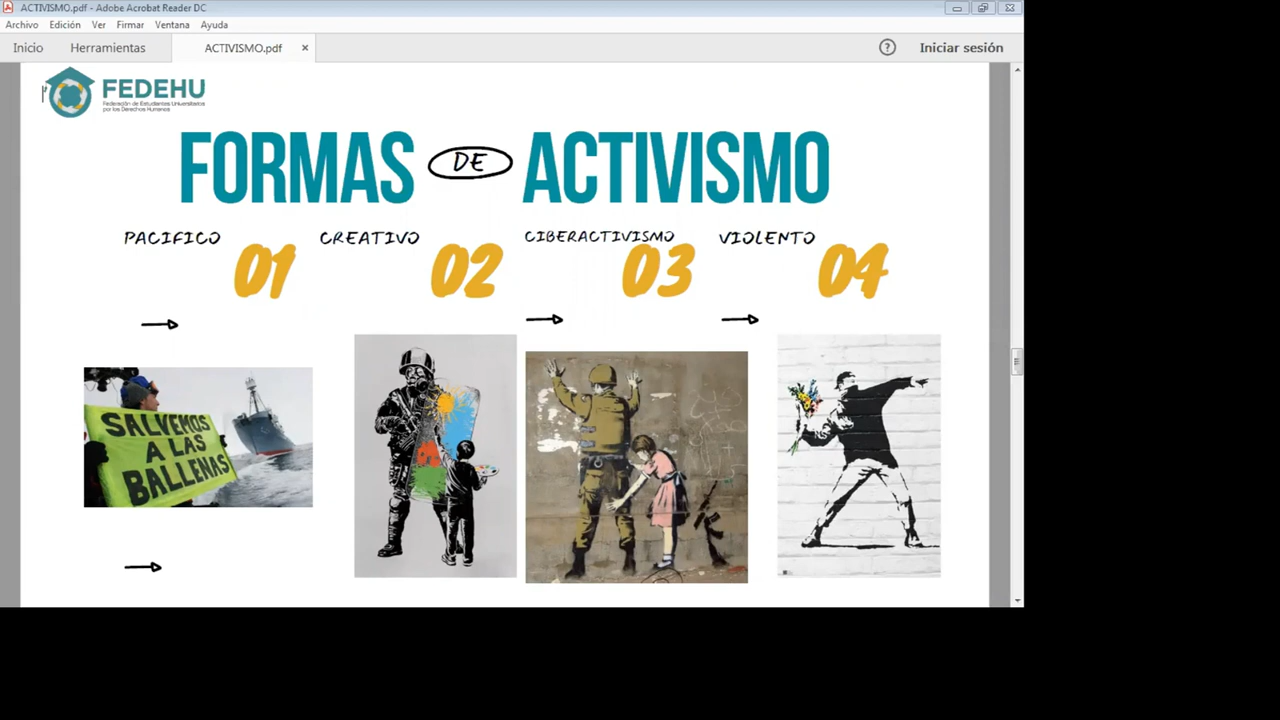 ACTIVISMO.pdf - Adobe Acrobat Reader DC
Archivo Edición Ver Firmar Ventana Ayuda
Inicio Herramientas ACTIVISMO.pdf × ? Iniciar sesión
FEDEHU
Federación de Estudiantes Universitarios
por los Derechos Humanos
FORMAS DE ACTIVISMO
PACIFICO CREATIVO CIBERACTIVISMO VIOLENTO
01 02 03 04
SALVEMOS
A LAS
BALLENAS